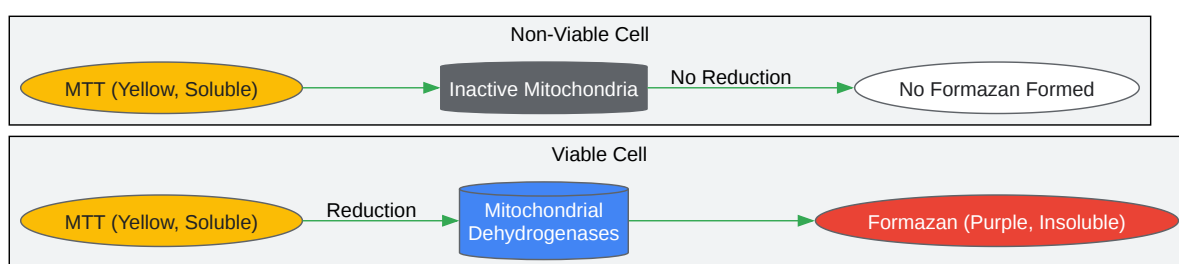 Non-Viable Cell
MTT (Yellow, Soluble)
Inactive Mitochondria
No Reduction
No Formazan Formed
Viable Cell
MTT (Yellow, Soluble)
Reduction
Mitochondrial
Dehydrogenases
Formazan (Purple, Insoluble)